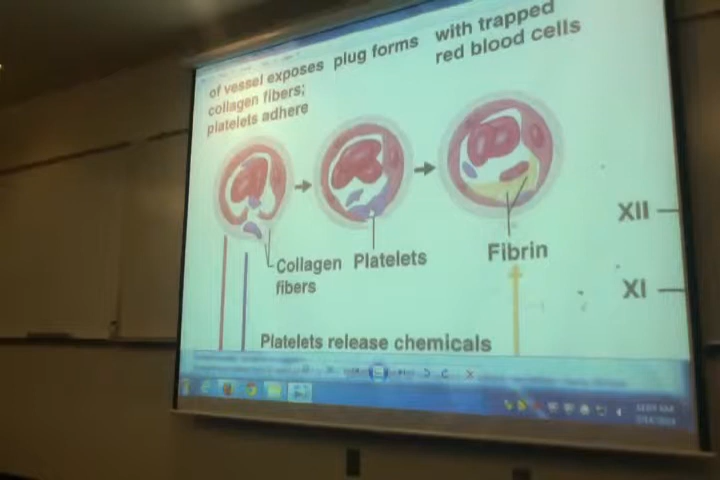 of vessel exposes
collagen fibers;
platelets adhere
plug forms
with trapped
red blood cells
XII
Collagen
fibers
Platelets
Fibrin
XI
Platelets release chemicals